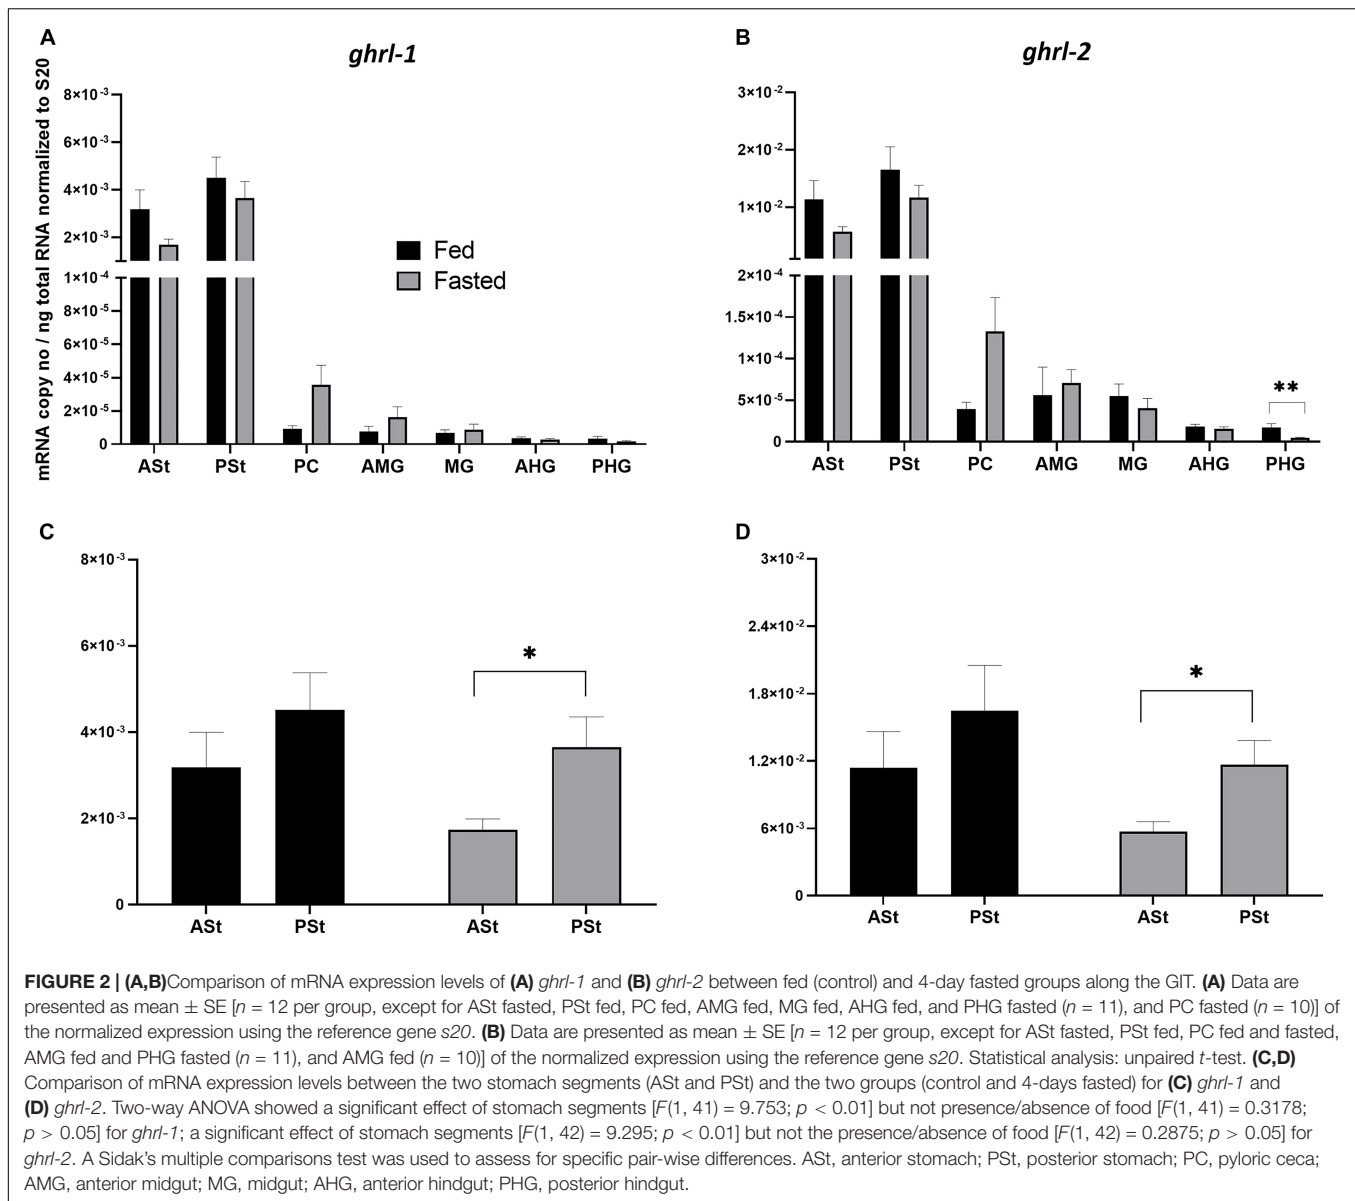 A
ghrl-1
mRNA copy no / ng total RNA normalized to S20
8×10⁻³
6×10⁻³
4×10⁻³
2×10⁻³
1×10⁻⁴
8×10⁻⁵
6×10⁻⁵
4×10⁻⁵
2×10⁻⁵
0
Fed
Fasted
ASt PSt PC AMG MG AHG PHG
B
ghrl-2
3×10⁻²
2×10⁻²
1×10⁻²
2×10⁻⁴
1.5×10⁻⁴
1×10⁻⁴
5×10⁻⁵
0
**
ASt PSt PC AMG MG AHG PHG
C
8×10⁻³
6×10⁻³
4×10⁻³
2×10⁻³
0
*
ASt PSt ASt PSt
D
3×10⁻²
2.4×10⁻²
1.8×10⁻²
1.2×10⁻²
6×10⁻³
0
*
ASt PSt ASt PSt
FIGURE 2 | (A,B)Comparison of mRNA expression levels of (A) ghrl-1 and (B) ghrl-2 between fed (control) and 4-day fasted groups along the GIT. (A) Data are
presented as mean ± SE [n = 12 per group, except for ASt fasted, PSt fed, PC fed, AMG fed, MG fed, AHG fed, and PHG fasted (n = 11), and PC fasted (n = 10)] of
the normalized expression using the reference gene s20. (B) Data are presented as mean ± SE [n = 12 per group, except for ASt fasted, PSt fed, PC fed and fasted,
AMG fed and PHG fasted (n = 11), and AMG fed (n = 10)] of the normalized expression using the reference gene s20. Statistical analysis: unpaired t-test. (C,D)
Comparison of mRNA expression levels between the two stomach segments (ASt and PSt) and the two groups (control and 4-days fasted) for (C) ghrl-1 and
(D) ghrl-2. Two-way ANOVA showed a significant effect of stomach segments [F(1, 41) = 9.753; p < 0.01] but not presence/absence of food [F(1, 41) = 0.3178;
p > 0.05] for ghrl-1; a significant effect of stomach segments [F(1, 42) = 9.295; p < 0.01] but not the presence/absence of food [F(1, 42) = 0.2875; p > 0.05] for
ghrl-2. A Sidak's multiple comparisons test was used to assess for specific pair-wise differences. ASt, anterior stomach; PSt, posterior stomach; PC, pyloric ceca;
AMG, anterior midgut; MG, midgut; AHG, anterior hindgut; PHG, posterior hindgut.